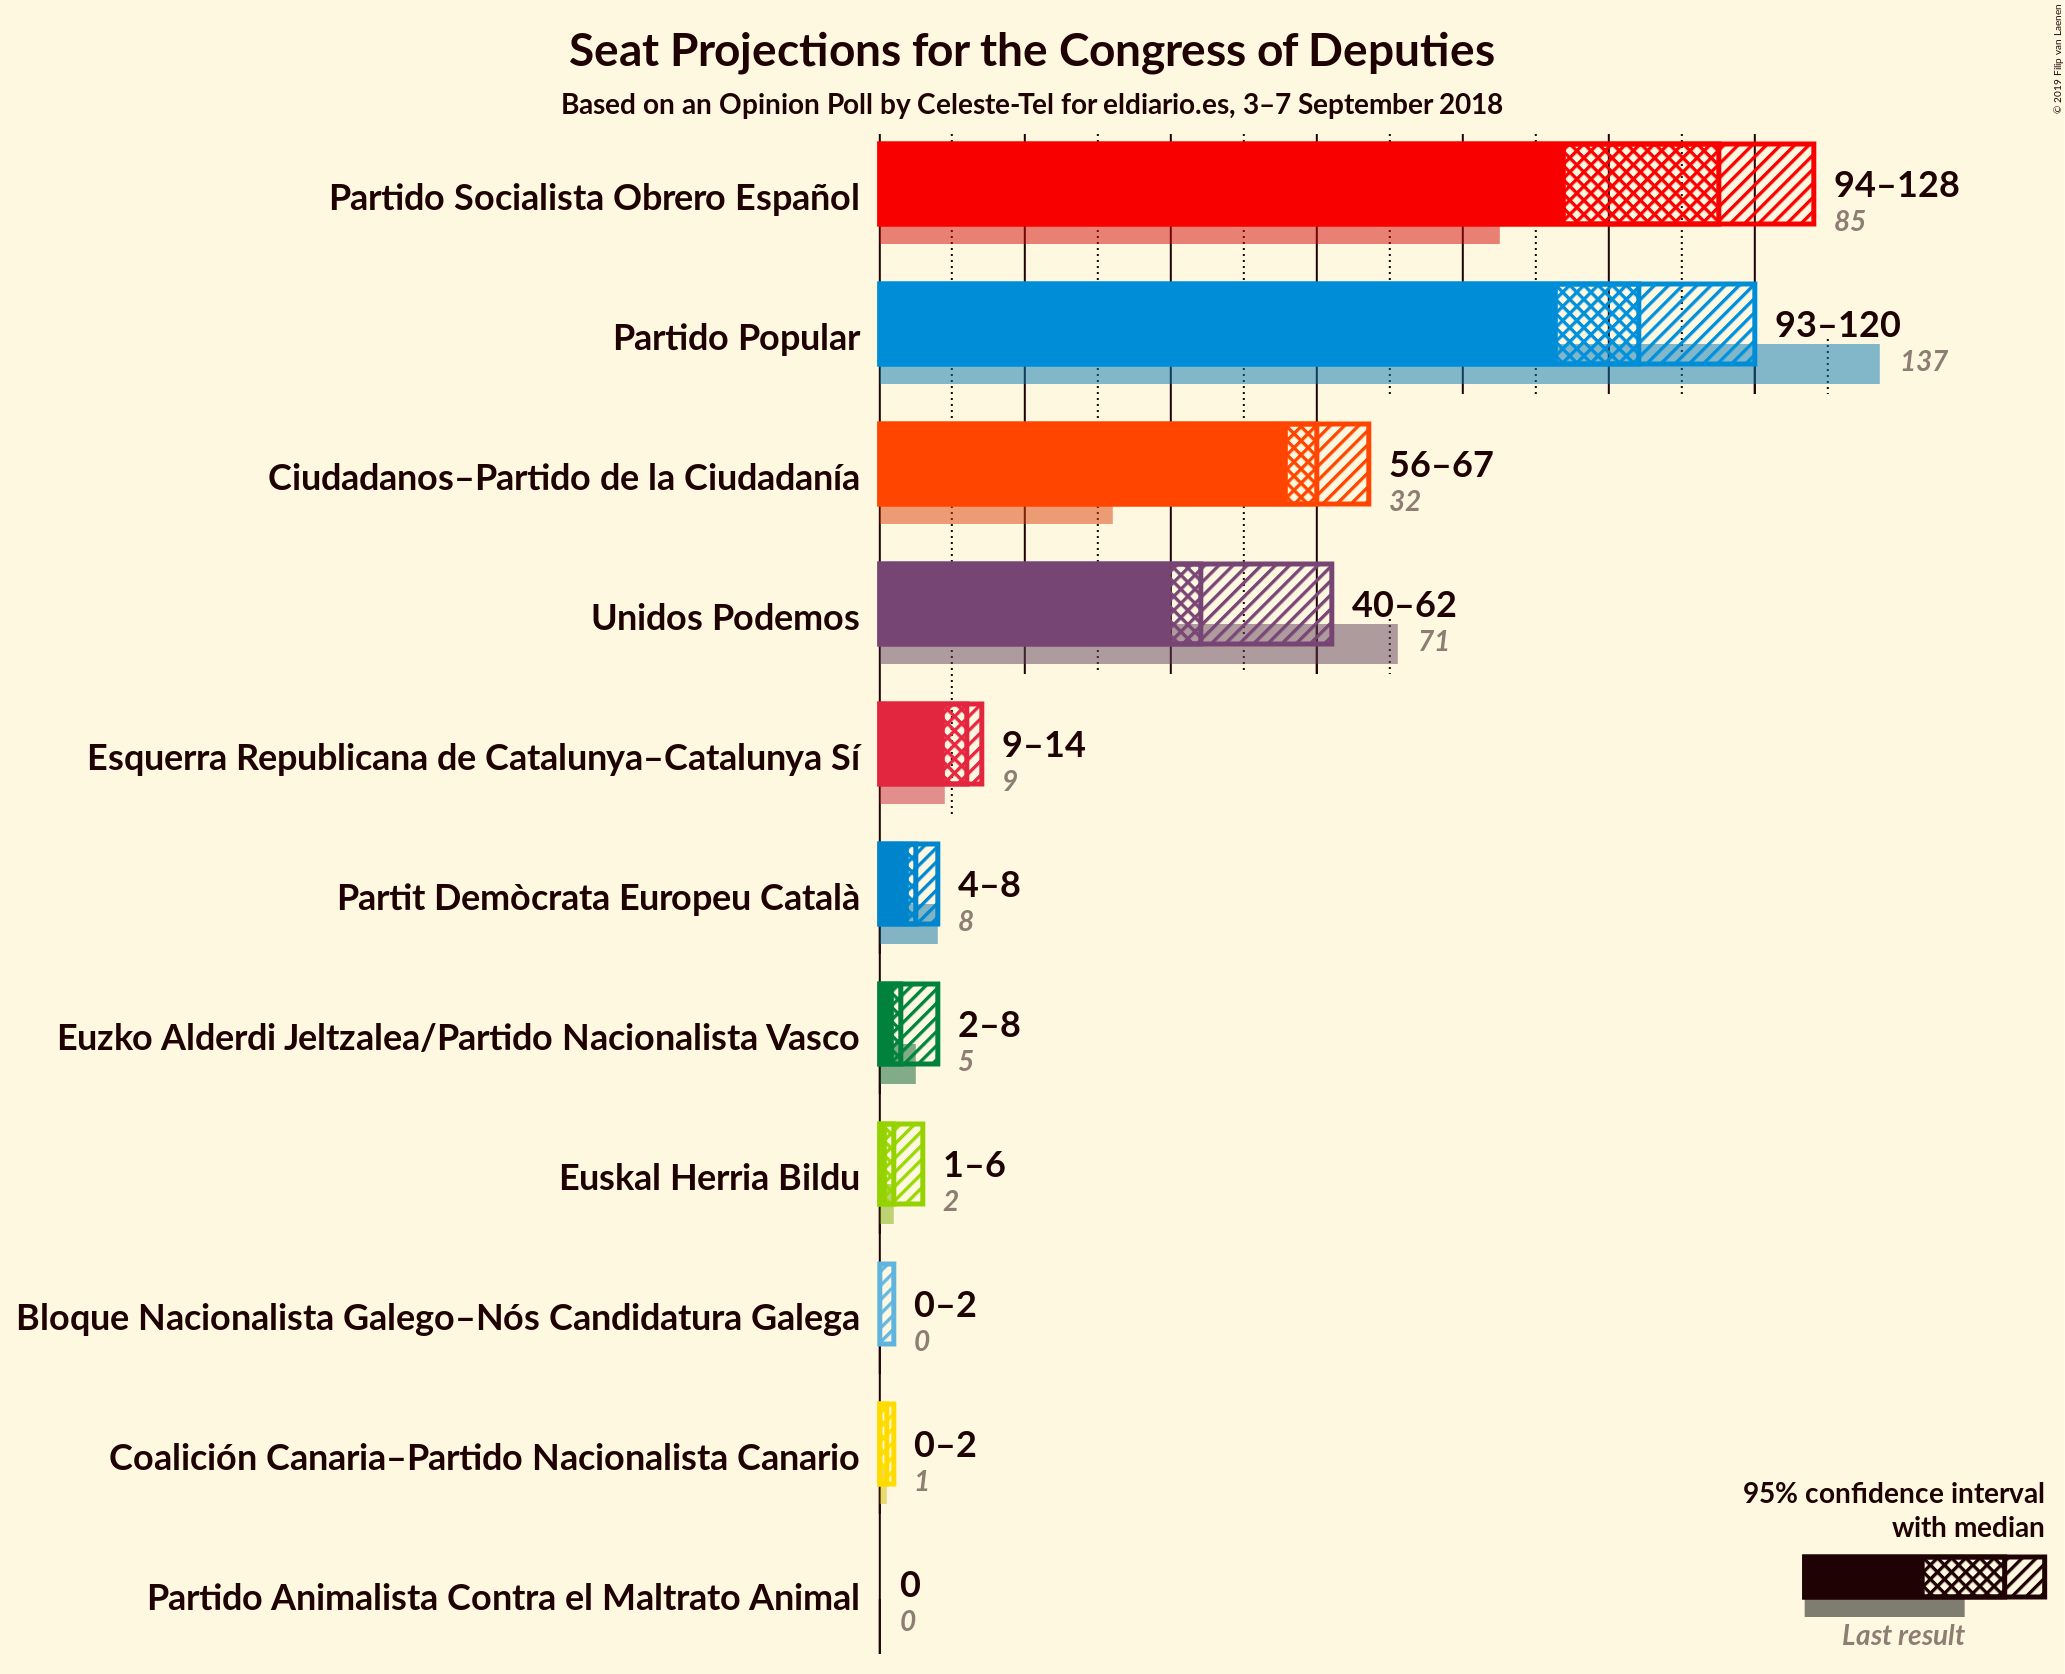 Seat Projections for the Congress of Deputies
Based on an Opinion Poll by Celeste-Tel for eldiario.es, 3–7 September 2018
© 2019 Filip van Laenen
Partido Socialista Obrero Español
94–128
85
Partido Popular
93–120
137
Ciudadanos–Partido de la Ciudadanía
56–67
32
Unidos Podemos
40–62
71
Esquerra Republicana de Catalunya–Catalunya Sí
9–14
9
Partit Demòcrata Europeu Català
4–8
8
Euzko Alderdi Jeltzalea/Partido Nacionalista Vasco
2–8
5
Euskal Herria Bildu
1–6
2
Bloque Nacionalista Galego–Nós Candidatura Galega
0–2
0
Coalición Canaria–Partido Nacionalista Canario
0–2
1
Partido Animalista Contra el Maltrato Animal
0
0
95% confidence interval
with median
Last result